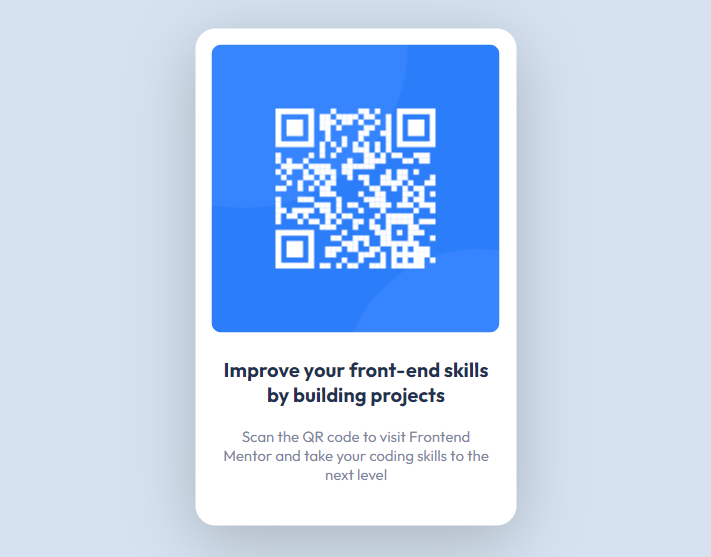 Improve your front-end skills
by building projects
Scan the QR code to visit Frontend
Mentor and take your coding skills to the
next level